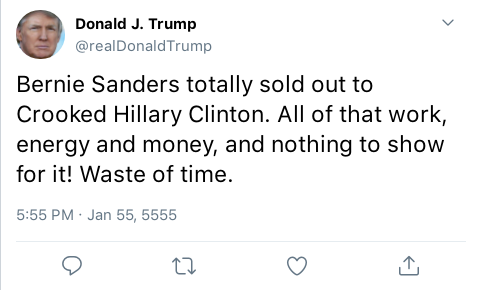 Donald J. Trump
@realDonaldTrump
Bernie Sanders totally sold out to
Crooked Hillary Clinton. All of that work,
energy and money, and nothing to show
for it! Waste of time.
5:55 PM · Jan 55, 5555